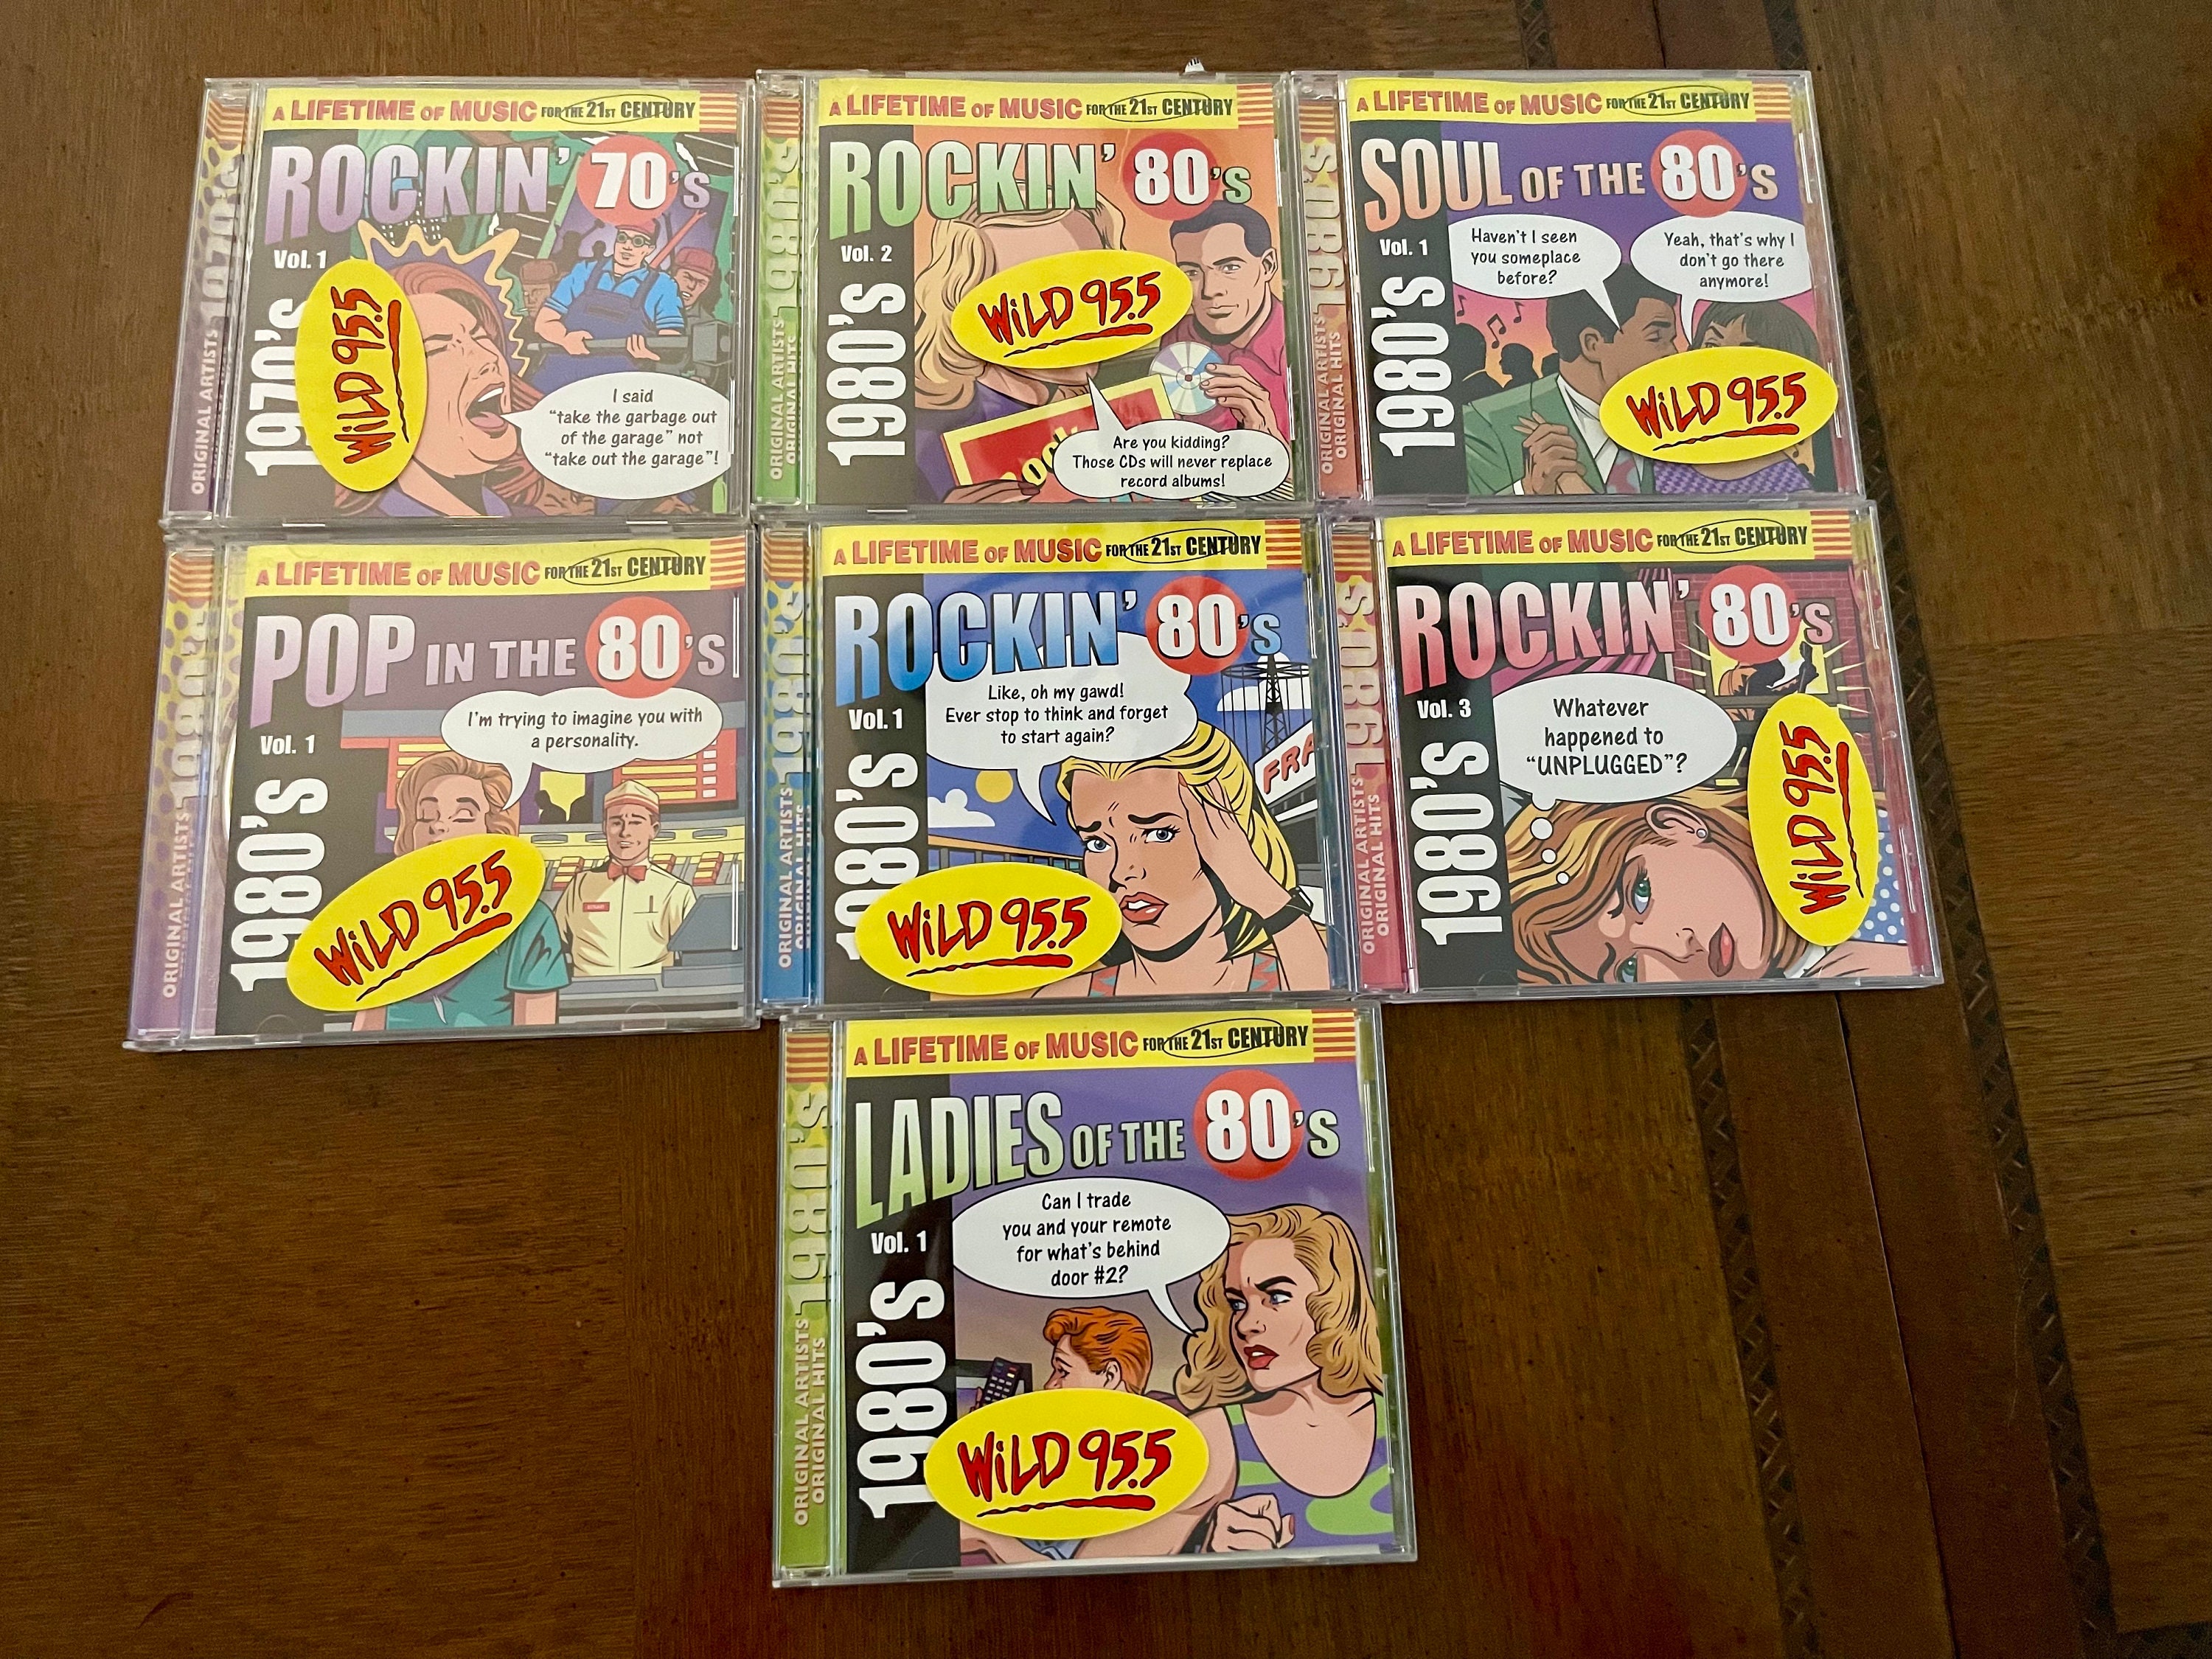 A LIFETIME OF MUSIC FOR THE 21ST CENTURY
ROCKIN' 70's
Vol. 1
1970's
WiLD 95.5
I said
"take the garbage out
of the garage" not
"take out the garage"!
1970's
ORIGINAL ARTISTS
A LIFETIME OF MUSIC FOR THE 21ST CENTURY
ROCKIN' 80's
Vol. 2
1980's
WiLD 95.5
Rock
Are you kidding?
Those CDs will never replace
record albums!
1980's
ORIGINAL ARTISTS
ORIGINAL HITS
A LIFETIME OF MUSIC FOR THE 21ST CENTURY
SOUL OF THE 80's
Vol. 1
Haven't I seen
you someplace
before?
Yeah, that's why I
don't go there
anymore!
1980's
WiLD 95.5
1980's
ORIGINAL ARTISTS
ORIGINAL HITS
A LIFETIME OF MUSIC FOR THE 21ST CENTURY
POP IN THE 80's
Vol. 1
I'm trying to imagine you with
a personality.
1980's
WiLD 95.5
1980's
ORIGINAL ARTISTS
A LIFETIME OF MUSIC FOR THE 21ST CENTURY
ROCKIN' 80's
Vol. 1
Like, oh my gawd!
Ever stop to think and forget
to start again?
FRA
1980's
WiLD 95.5
1980's
ORIGINAL ARTISTS
ORIGINAL HITS
A LIFETIME OF MUSIC FOR THE 21ST CENTURY
ROCKIN' 80's
Vol. 3
Whatever
happened to
"UNPLUGGED"?
1980's
WiLD 95.5
1980's
ORIGINAL ARTISTS
ORIGINAL HITS
A LIFETIME OF MUSIC FOR THE 21ST CENTURY
LADIES OF THE 80's
Vol. 1
Can I trade
you and your remote
for what's behind
door #2?
1980's
WiLD 95.5
1980's
ORIGINAL ARTISTS
ORIGINAL HITS